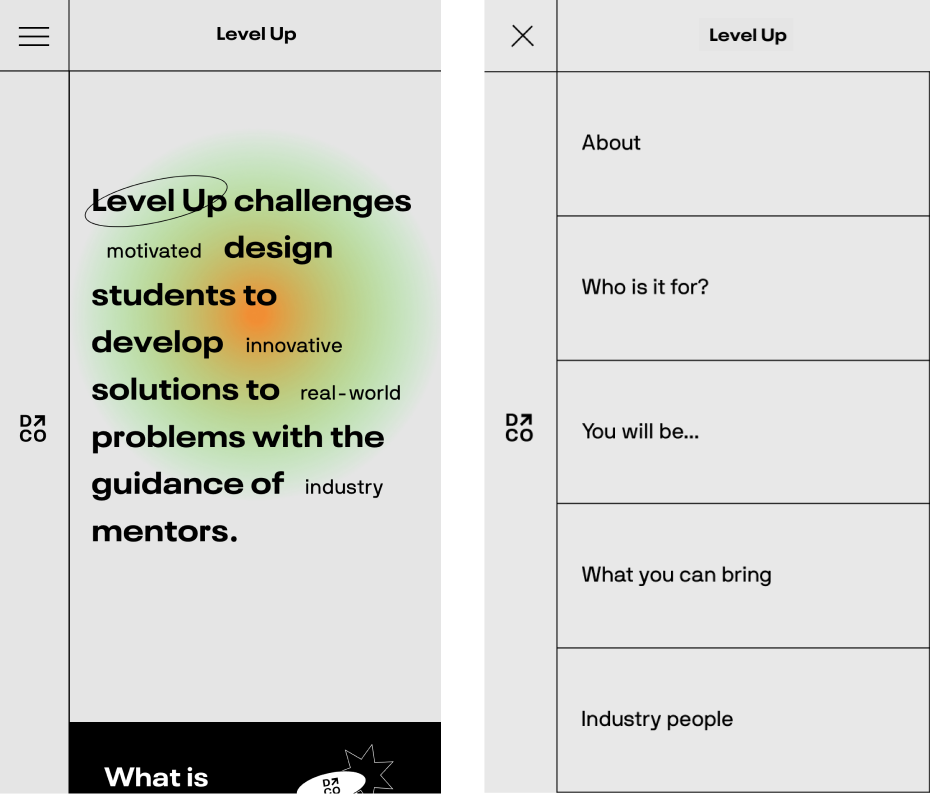 Level Up
Level Up challenges
motivated design
students to
develop innovative
solutions to real-world
problems with the
guidance of industry
mentors.
D↗
CO
What is
D↗
CO
Level Up
About
Who is it for?
You will be...
What you can bring
Industry people
D↗
CO